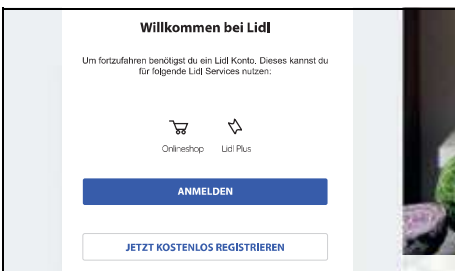 Willkommen bei Lidl
Um fortzufahren benötigst du ein Lidl Konto. Dieses kannst du
für folgende Lidl Services nutzen:
Onlineshop Lidl Plus
ANMELDEN
JETZT KOSTENLOS REGISTRIEREN